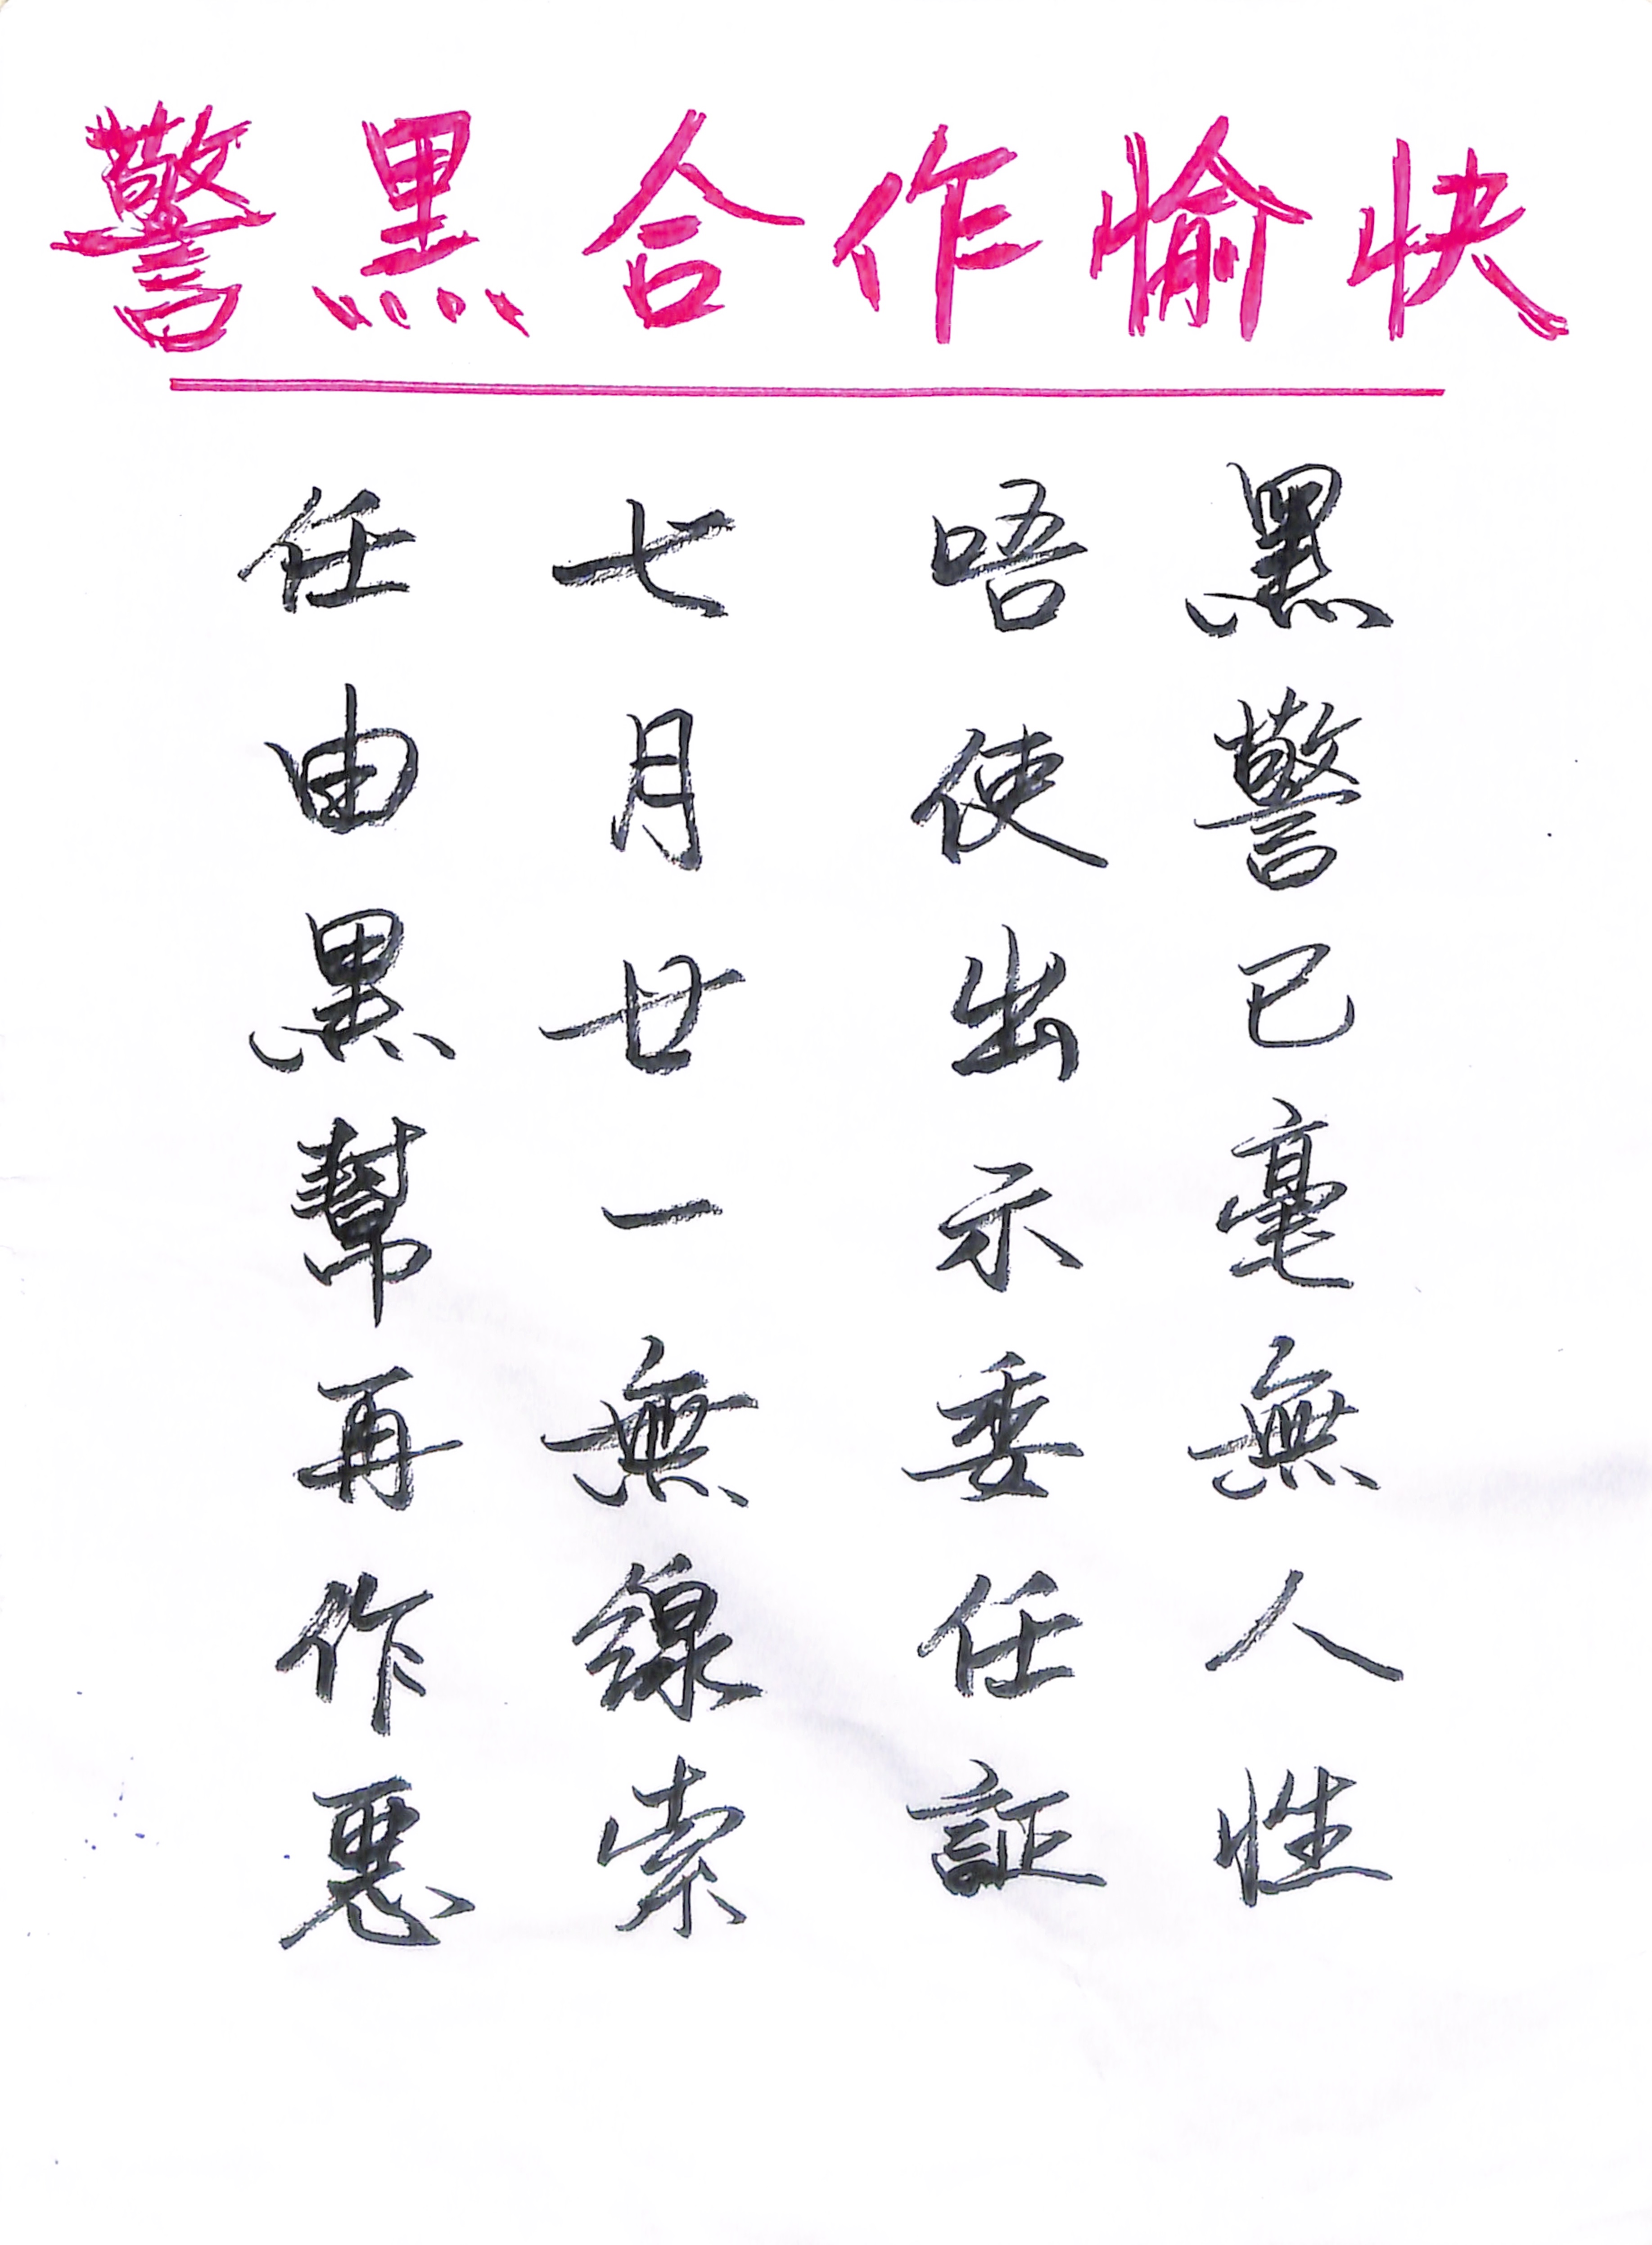 警黑合作愉快
黑警已毫無人性
唔使出示委任証
七月廿一無線索
任由黑幫再作惡